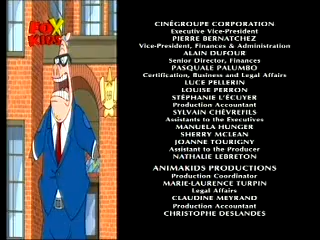 FOX
KIDS
CINÉGROUPE CORPORATION
Executive Vice-President
PIERRE BERNATCHEZ
Vice-President, Finances & Administration
ALAIN DUFOUR
Senior Director, Finances
PASQUALE PALUMBO
Certification, Business and Legal Affairs
LUCE PELLERIN
LOUISE PERRON
STÉPHANIE L'ÉCUYER
Production Accountant
SYLVAIN CHÈVREFILS
Assistants to the Executives
MANUELA HUNGER
SHERRY MCLEAN
JOANNE TOURIGNY
Assistant to the Producer
NATHALIE LEBRETON
ANIMAKIDS PRODUCTIONS
Production Coordinator
MARIE-LAURENCE TURPIN
Legal Affairs
CLAUDINE MEYRAND
Production Accountant
CHRISTOPHE DESLANDES